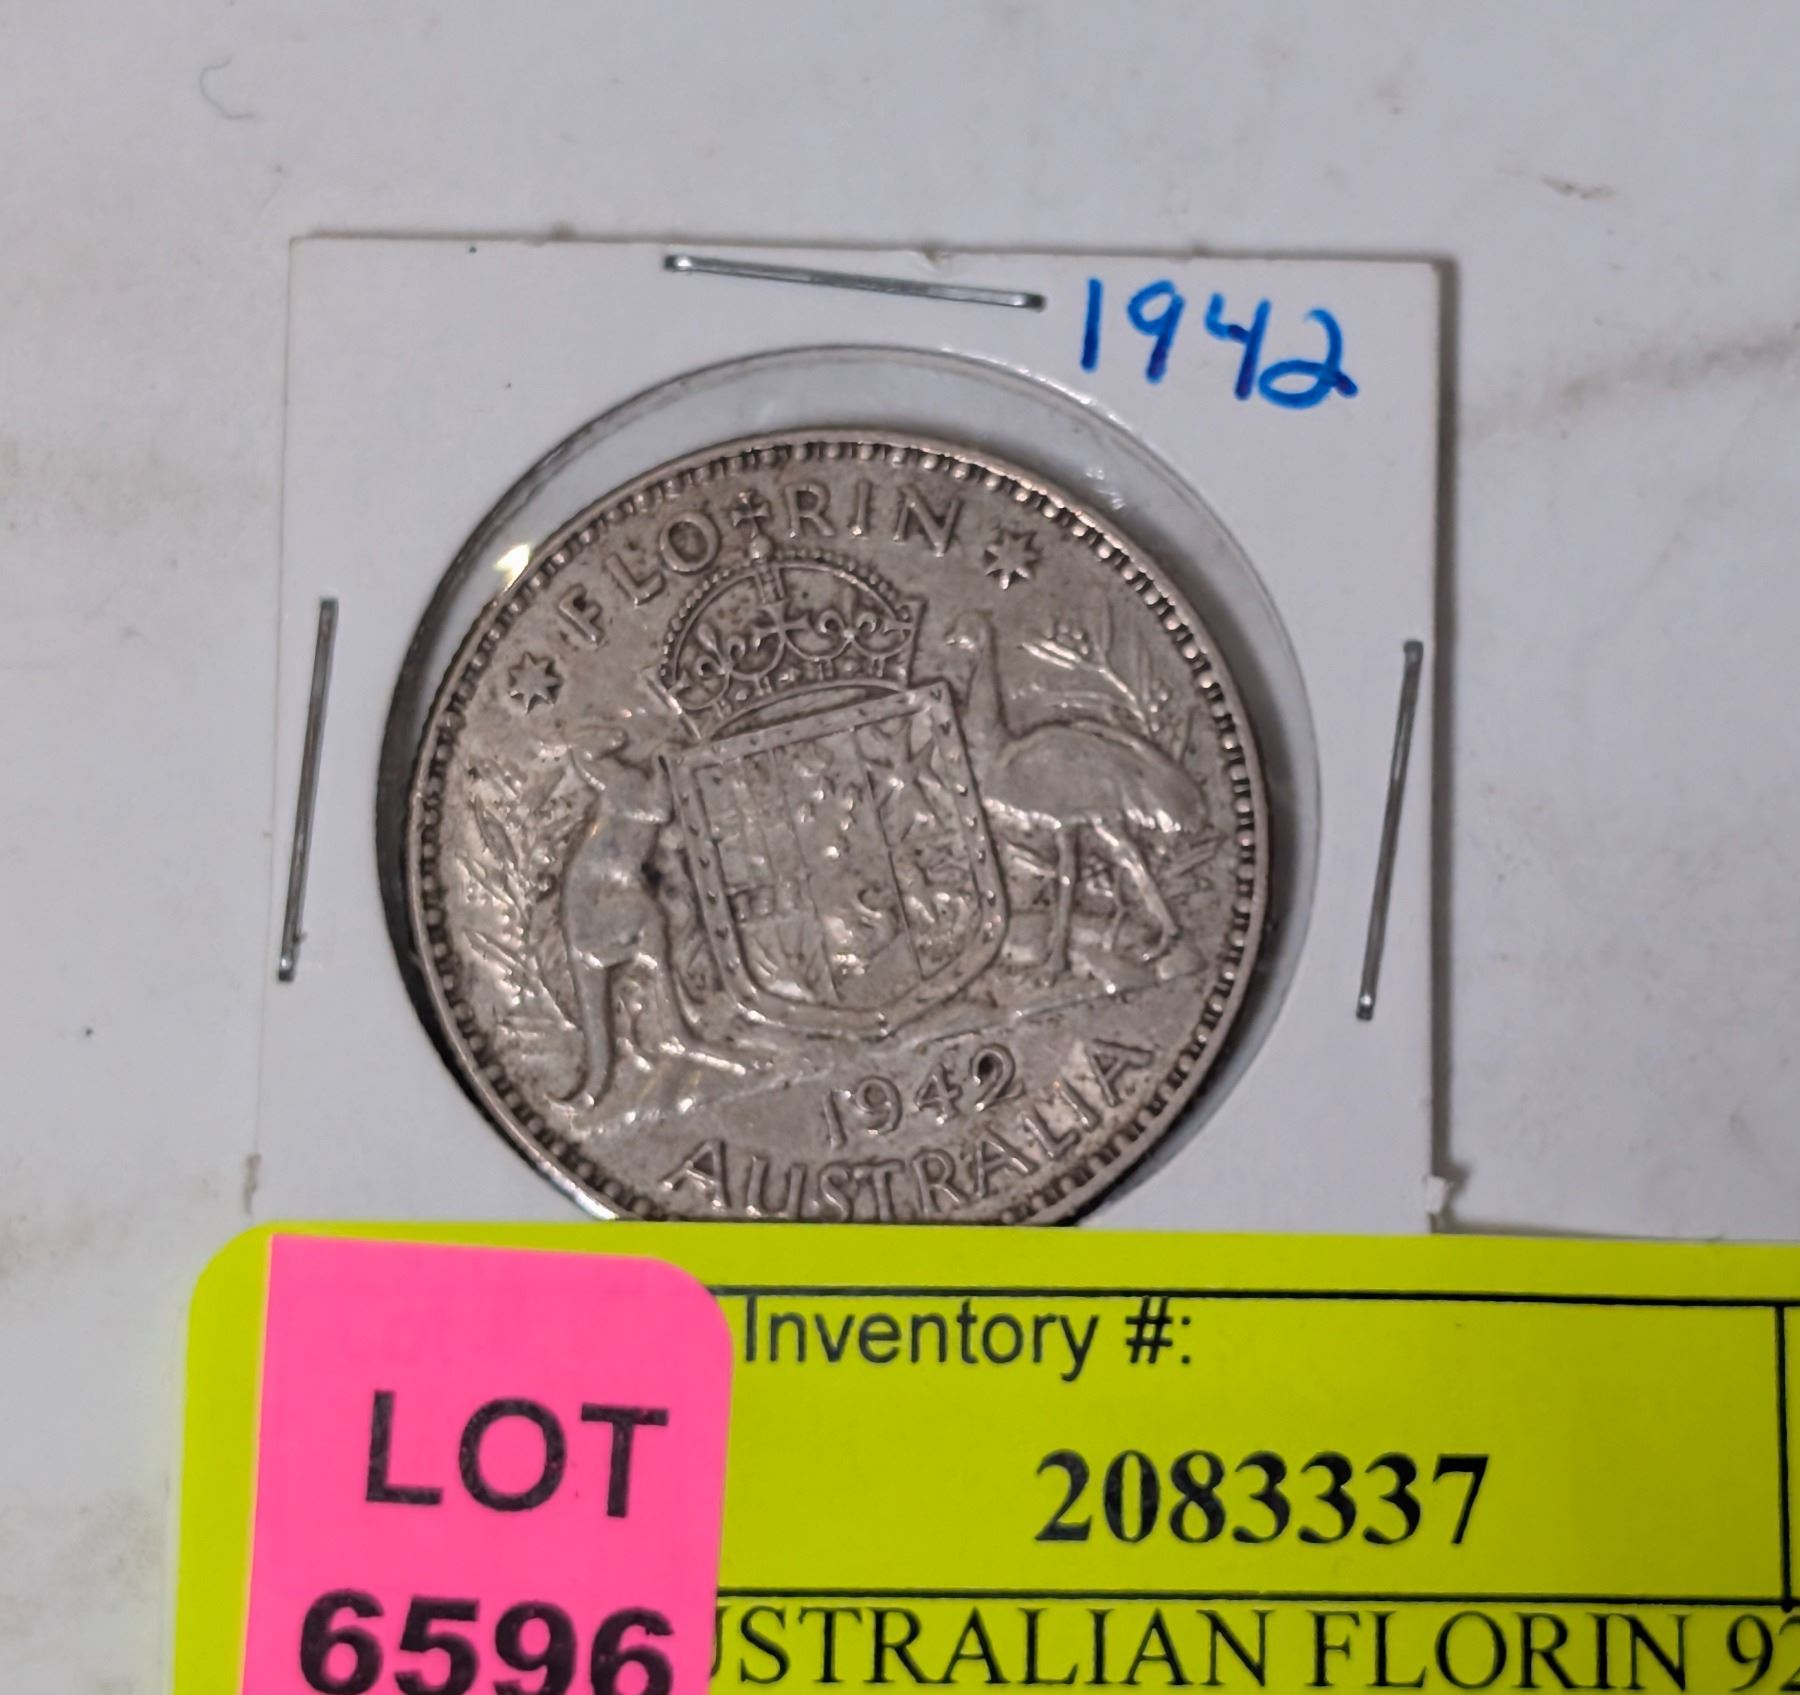 1942
FLORIN
1942
AUSTRALIA
Inventory #:
LOT
2083337
6596
USTRALIAN FLORIN 92